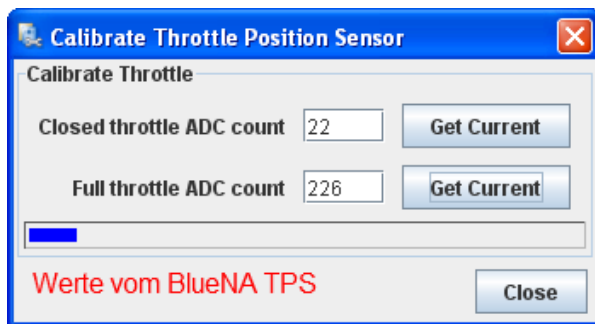 Calibrate Throttle Position Sensor
Calibrate Throttle
Closed throttle ADC count 22 Get Current
Full throttle ADC count 226 Get Current
Werte vom BlueNA TPS
Close